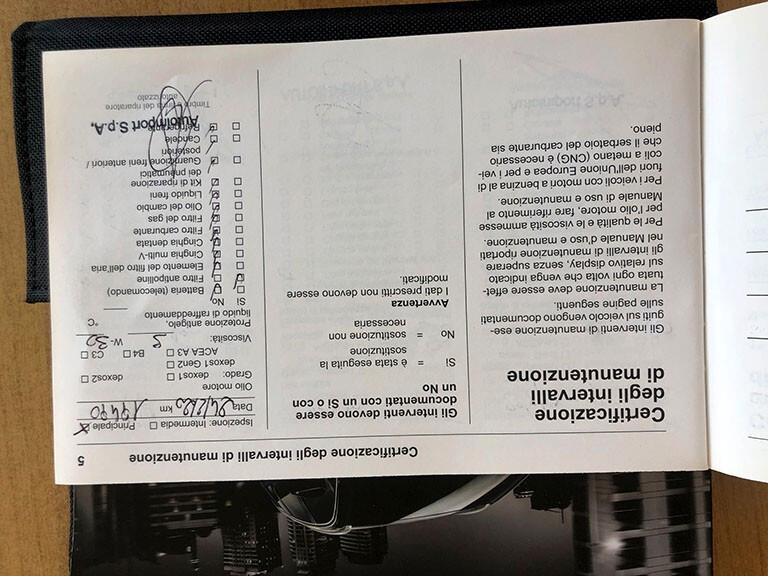 Certificazione degli intervalli di manutenzione 5
Certificazione
degli intervalli
di manutenzione
Gli interventi di manutenzione ese-
guiti sul veicolo vengono documentati
sulle pagine seguenti.
La manutenzione deve essere effet-
tuata ogni volta che venga indicato
sul relativo display, senza superare
gli intervalli di manutenzione riportati
nel Manuale d'uso e manutenzione.
Per le qualità e le viscosità ammesse
per l'olio motore, fare riferimento al
Manuale di uso e manutenzione.
Per i veicoli con motori a benzina al di
fuori dell'Unione Europea e per i vei-
coli a metano (CNG) è necessario
che il serbatoio del carburante sia
pieno.
Gli interventi devono essere
documentati con un Sì o con o
un No
Sì = è stata eseguita la
sostituzione
No = sostituzione non
necessaria
Avvertenza
I dati prescritti non devono essere
modificati.
Ispezione: Intermedia Principale
Data km 19490
Olio motore
Grado: dexos1 dexos2
dexos1 Gen2
ACEA A3 B4 C3
Viscosità: 5 W- 30
Protezione antigelo,
liquido di raffreddamento °C
Sì No
Batteria (telecomando)
Filtro antipolline
Elemento del filtro dell'aria
Cinghia multi-V
Cinghia dentata
Filtro carburante
Filtri del gas
Olio del cambio
Liquido freni
Kit di riparazione
dei pneumatici
Guarnizione freni anteriori /
posteriori
Candele
Refrigerante
Autoimport S.p.A.
Timbro e firma del riparatore
autorizzato